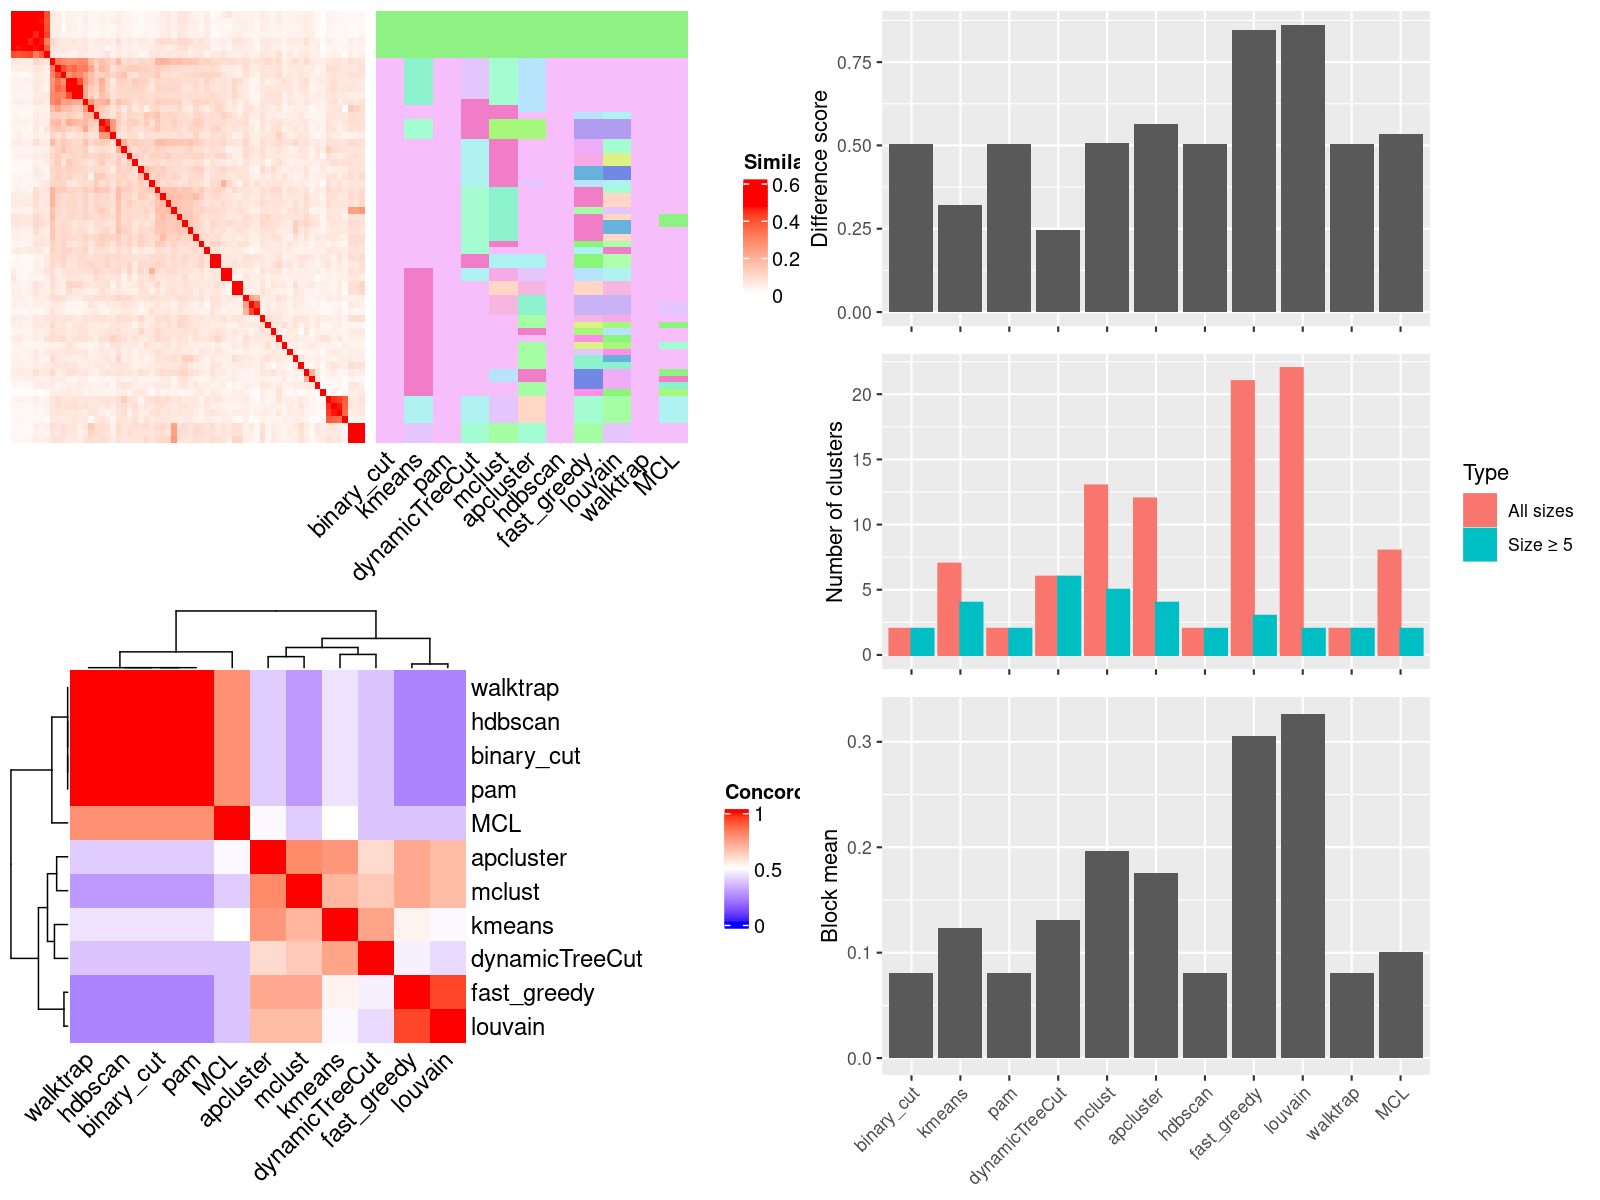 Simila
0.6
0.4
0.2
0
binary_cut
kmeans
pam
dynamicTreeCut
mclust
apcluster
hdbscan
fast_greedy
louvain
walktrap
MCL
walktrap
hdbscan
binary_cut
pam
MCL
apcluster
mclust
kmeans
dynamicTreeCut
fast_greedy
louvain
walktrap
hdbscan
binary_cut
pam
MCL
apcluster
mclust
kmeans
dynamicTreeCut
fast_greedy
louvain
Concord
1
0.5
0
Difference score
0.75
0.50
0.25
0.00
Number of clusters
20
15
10
5
0
Type
All sizes
Size ≥ 5
Block mean
0.3
0.2
0.1
0.0
binary_cut
kmeans
pam
dynamicTreeCut
mclust
apcluster
hdbscan
fast_greedy
louvain
walktrap
MCL